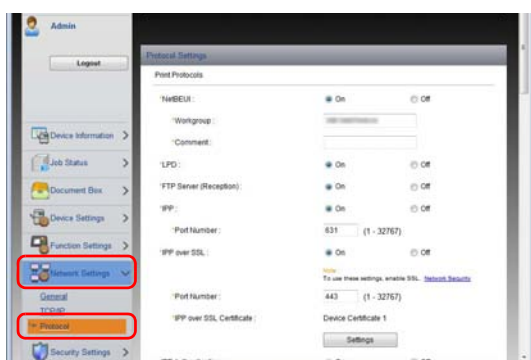 Admin
Logout
Device Information
Job Status
Document Box
Device Settings
Function Settings
Network Settings
General
TCP/IP
Protocol
Security Settings
Protocol Settings
Print Protocols
*NetBEUI : On Off
*Workgroup :
*Comment :
*LPD : On Off
*FTP Server (Reception) : On Off
*IPP : On Off
*Port Number : 631 (1 - 32767)
*IPP over SSL : On Off
Note :
To use these settings, enable SSL. Network Security
*Port Number : 443 (1 - 32767)
*IPP over SSL Certificate : Device Certificate 1
Settings